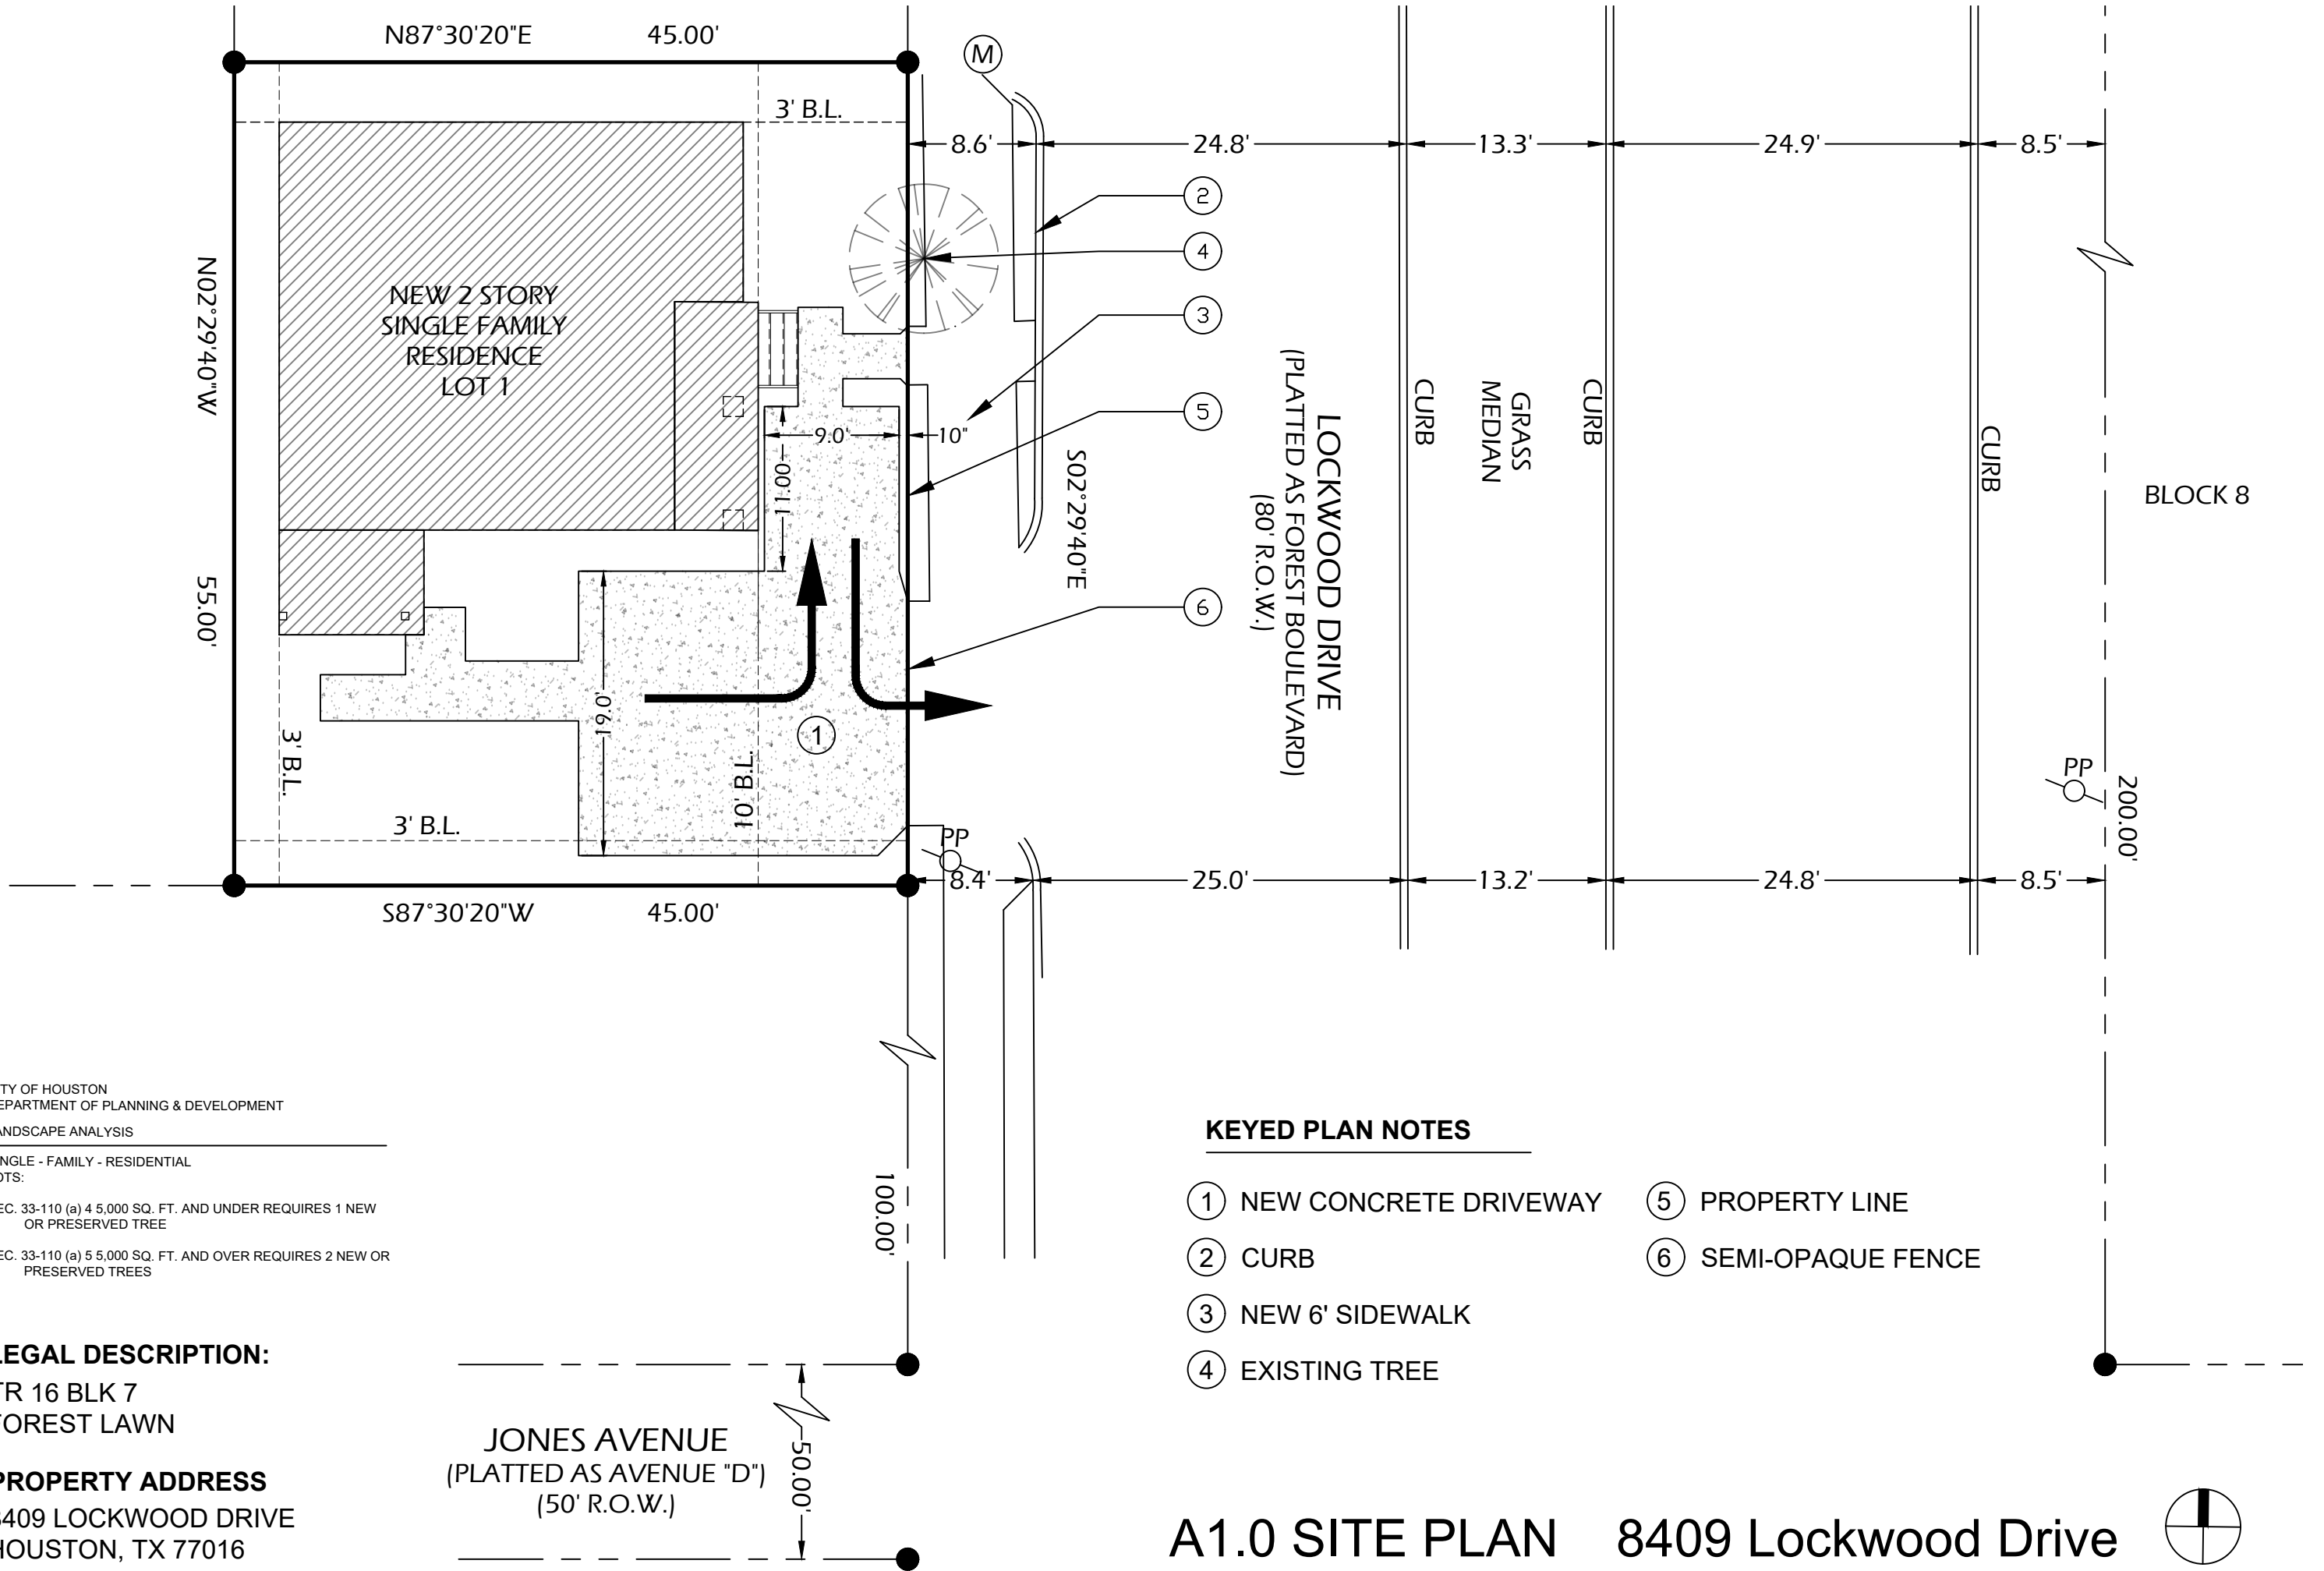 N87°30'20"E 45.00'
M
3' B.L.
8.6' 24.8' 13.3' 24.9' 8.5'
2
4
3
5
6
N02°29'40"W 55.00'
NEW 2 STORY
SINGLE FAMILY
RESIDENCE
LOT 1
9.0'
10"
11.00'
19.0'
1
10' B.L.
3' B.L.
3' B.L.
S02°29'40"E
LOCKWOOD DRIVE
(PLATTED AS FOREST BOULEVARD)
(80' R.O.W.)
CURB
GRASS
MEDIAN
CURB
CURB
BLOCK 8
PP
200.00'
PP
8.4' 25.0' 13.2' 24.8' 8.5'
S87°30'20"W 45.00'
100.00'
TY OF HOUSTON
EPARTMENT OF PLANNING & DEVELOPMENT
ANDSCAPE ANALYSIS
NGLE - FAMILY - RESIDENTIAL
OTS:
EC. 33-110 (a) 4 5,000 SQ. FT. AND UNDER REQUIRES 1 NEW
OR PRESERVED TREE
EC. 33-110 (a) 5 5,000 SQ. FT. AND OVER REQUIRES 2 NEW OR
PRESERVED TREES
LEGAL DESCRIPTION:
TR 16 BLK 7
FOREST LAWN
PROPERTY ADDRESS
8409 LOCKWOOD DRIVE
HOUSTON, TX 77016
JONES AVENUE
(PLATTED AS AVENUE "D")
(50' R.O.W.)
50.00'
KEYED PLAN NOTES
1 NEW CONCRETE DRIVEWAY
2 CURB
3 NEW 6' SIDEWALK
4 EXISTING TREE
5 PROPERTY LINE
6 SEMI-OPAQUE FENCE
A1.0 SITE PLAN 8409 Lockwood Drive